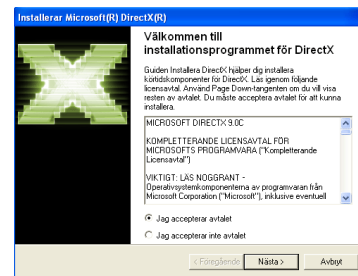 Installerar Microsoft(R) DirectX(R)
Välkommen till
installationsprogrammet för DirectX
Guiden Installera DirectX hjälper dig installera
körtidskomponenter för DirectX. Läs igenom följande
licensavtal. Använd Page Down-tangenten om du vill visa
resten av avtalet. Du måste acceptera avtalet för att kunna
installera.
MICROSOFT DIRECTX 9.0C
KOMPLETTERANDE LICENSAVTAL FÖR
MICROSOFTS PROGRAMVARA ("Kompletterande
Licensavtal")
VIKTIGT: LÄS NOGGRANT -
Operativsystemkomponenterna av programvaran från
Microsoft Corporation ("Microsoft"), inklusive eventuell
Jag accepterar avtalet
Jag accepterar inte avtalet
< Föregående
Nästa >
Avbryt